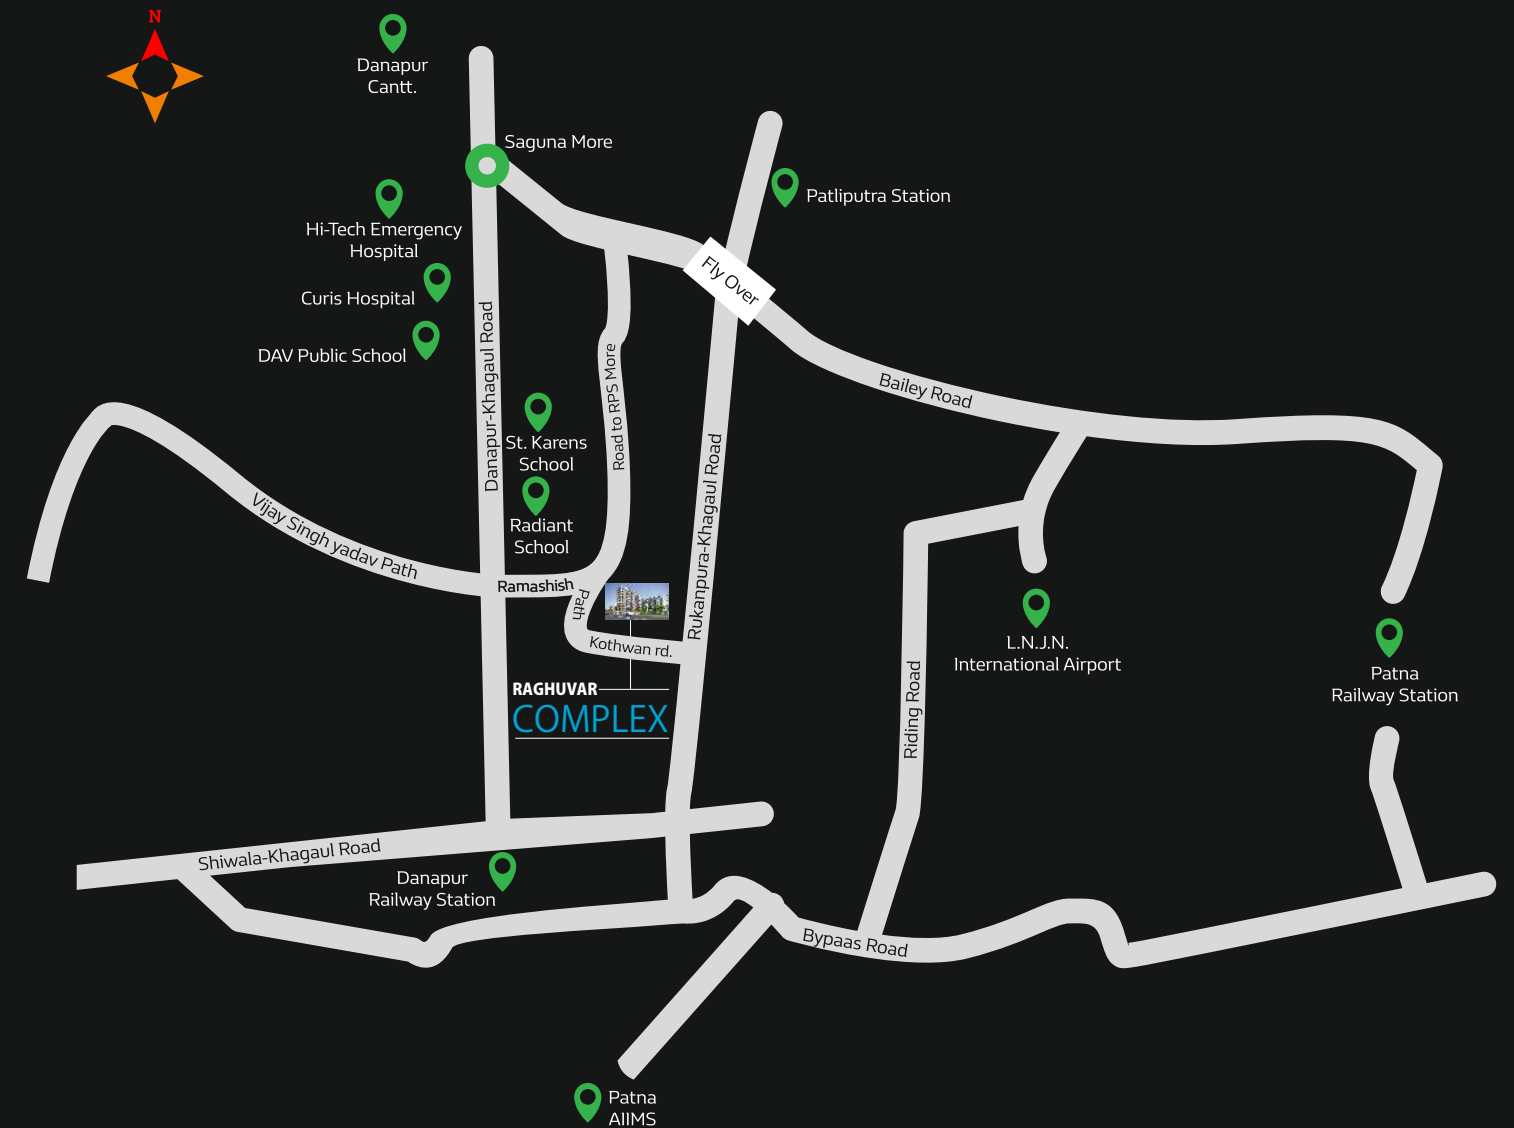 N
Danapur
Cantt.
Saguna More
Patliputra Station
Hi-Tech Emergency
Hospital
Fly Over
Curis Hospital
DAV Public School
Danapur-Khagaul Road
Road to RPS More
Bailey Road
St. Karens
School
Rukanpura-Khagaul Road
Vijay Singh yadav Path
Radiant
School
Ramashish
Path
Kothwan rd.
L.N.J.N.
International Airport
Patna
Railway Station
RAGHUVAR
COMPLEX
Riding Road
Shiwala-Khagaul Road
Danapur
Railway Station
Bypaas Road
Patna
AIIMS